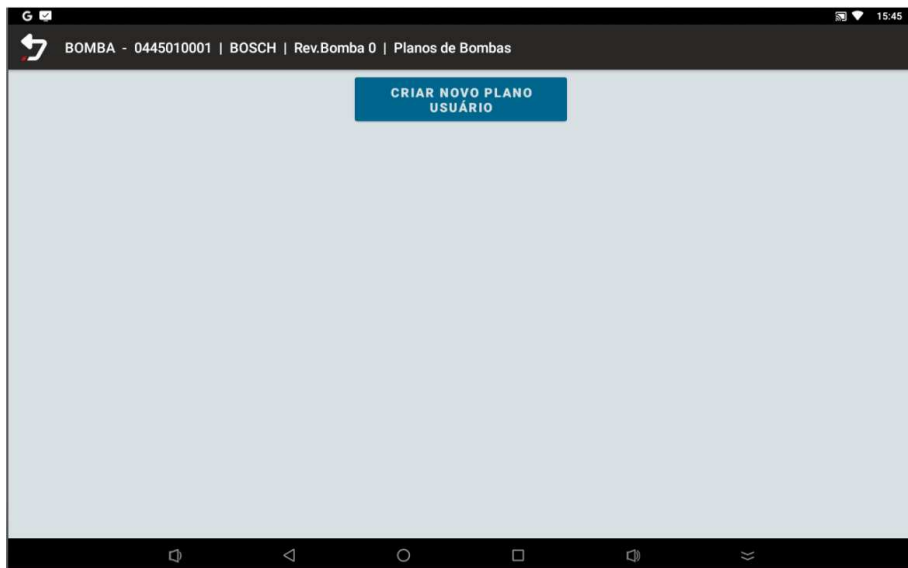 G 15:45
BOMBA - 0445010001 | BOSCH | Rev.Bomba 0 | Planos de Bombas
CRIAR NOVO PLANO
USUÁRIO